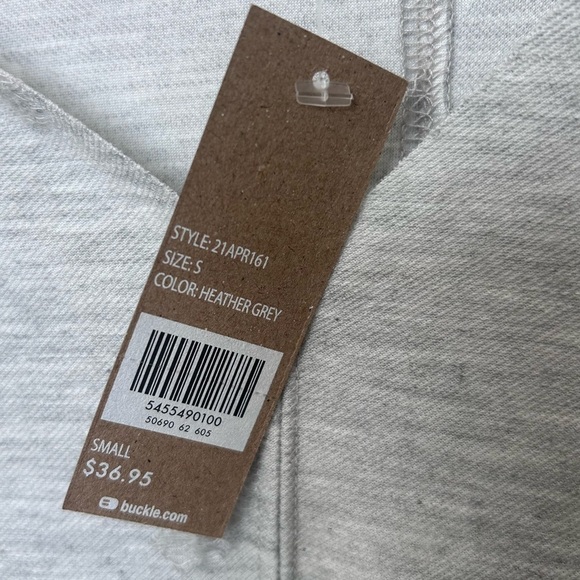 STYLE: 21APR161
SIZE: S
COLOR: HEATHER GREY
5455490100
50690 62 605
SMALL
$36.95
buckle.com